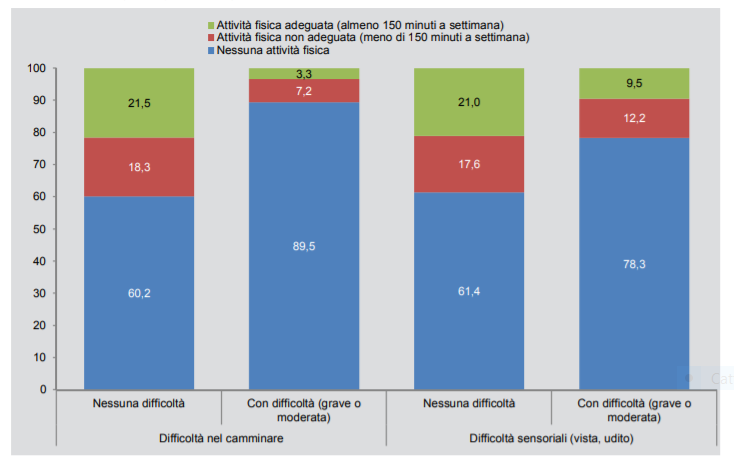 Attività fisica adeguata (almeno 150 minuti a settimana)
Attività fisica non adeguata (meno di 150 minuti a settimana)
Nessuna attività fisica
100
90
80
70
60
50
40
30
20
10
0
21,5
18,3
60,2
3,3
7,2
89,5
21,0
17,6
61,4
9,5
12,2
78,3
Nessuna difficoltà
Con difficoltà (grave o
moderata)
Nessuna difficoltà
Con difficoltà (grave o
moderata)
Difficoltà nel camminare
Difficoltà sensoriali (vista, udito)